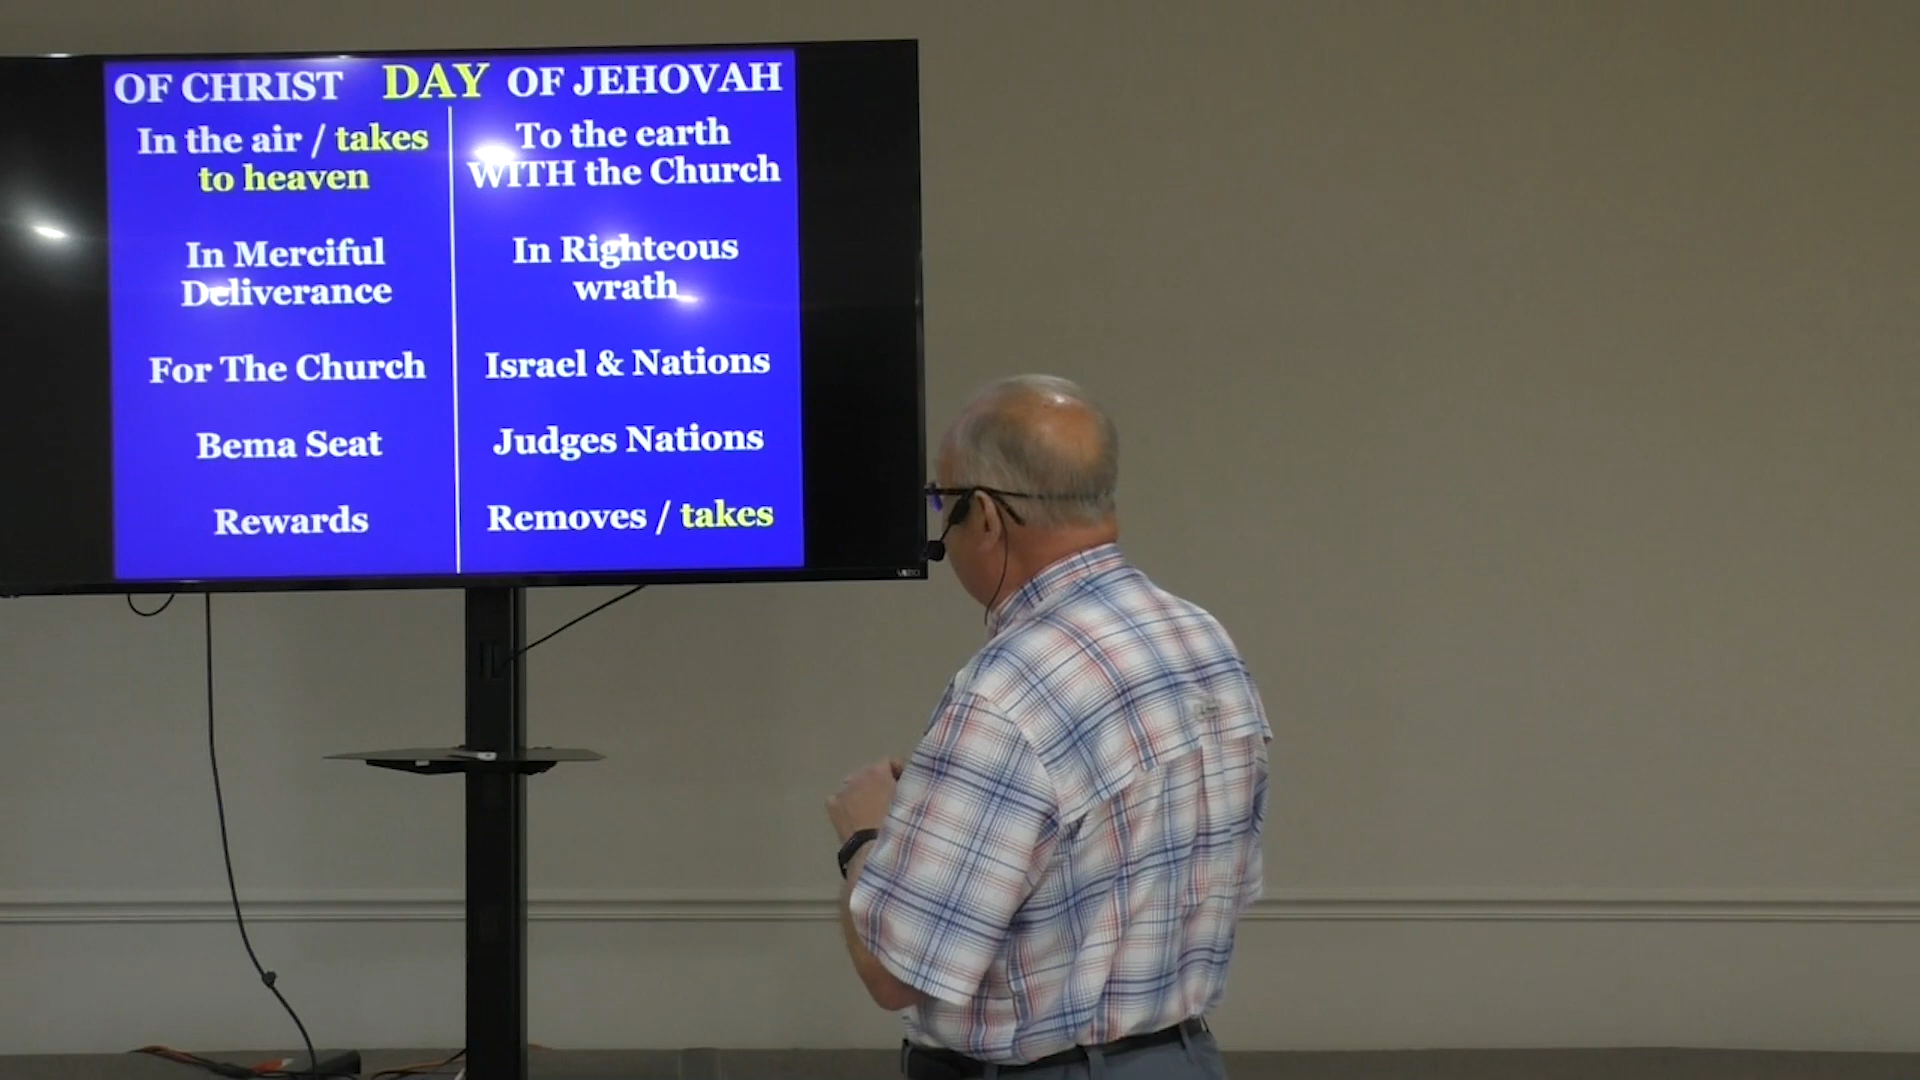 OF CHRIST DAY OF JEHOVAH
In the air / takes
to heaven
To the earth
WITH the Church
In Merciful
Deliverance
In Righteous
wrath
For The Church
Israel & Nations
Bema Seat
Judges Nations
Rewards
Removes / takes
VIZIO